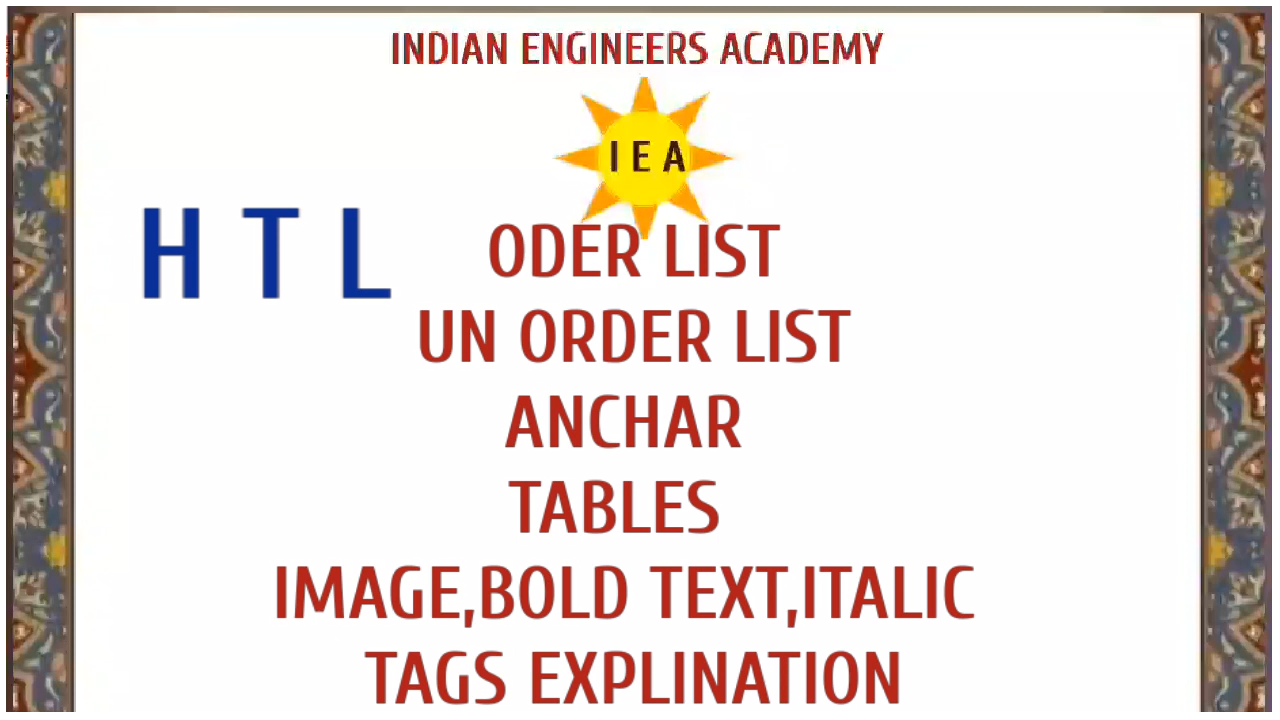 INDIAN ENGINEERS ACADEMY
I E A
H T L
ODER LIST
UN ORDER LIST
ANCHAR
TABLES
IMAGE,BOLD TEXT,ITALIC
TAGS EXPLINATION